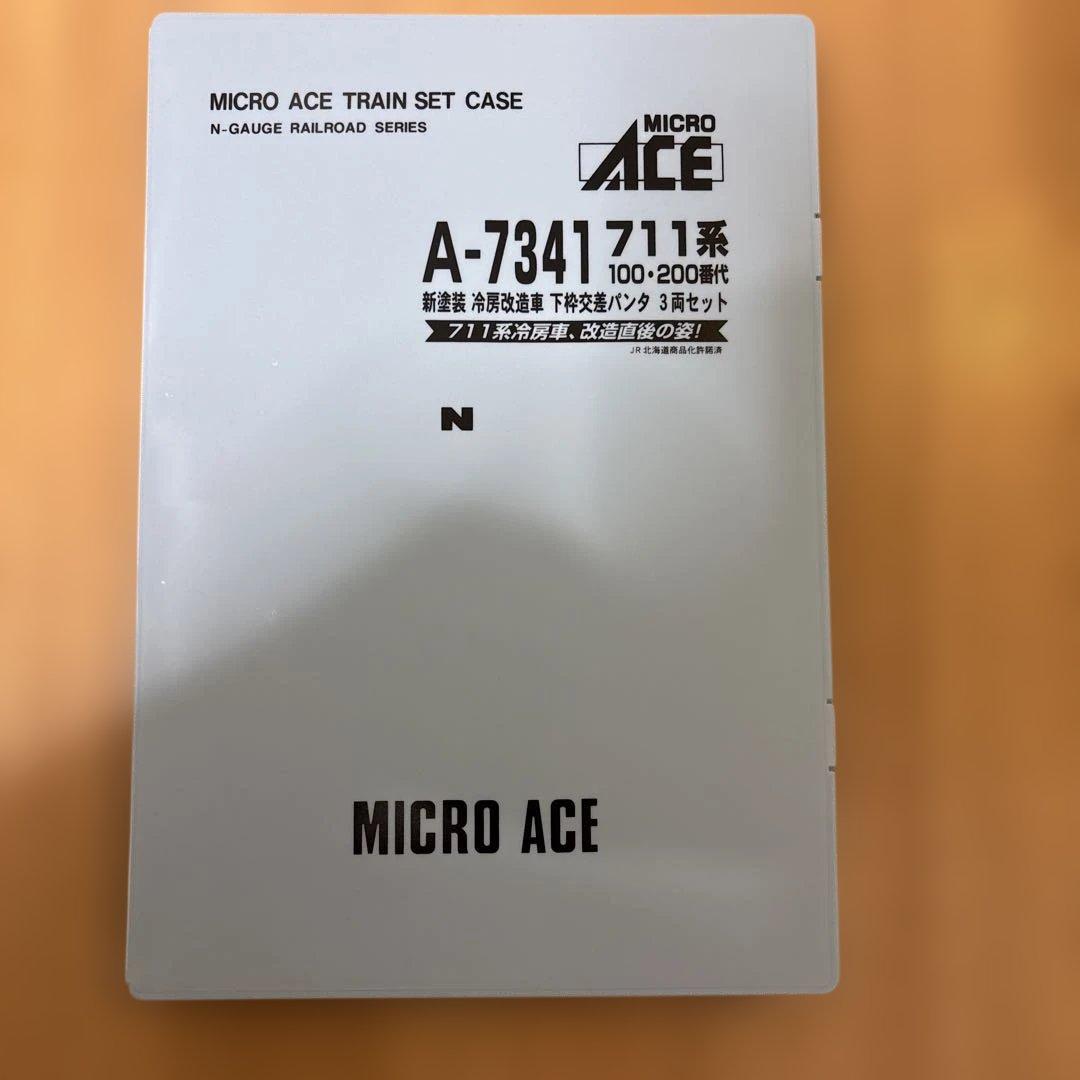 MICRO ACE TRAIN SET CASE
N-GAUGE RAILROAD SERIES
MICRO
ACE
A-7341 711系
100・200番代
新塗装 冷房改造車 下枠交差パンタ 3両セット
711系冷房車、改造直後の姿!
JR北海道商品化許諾済
N
MICRO ACE